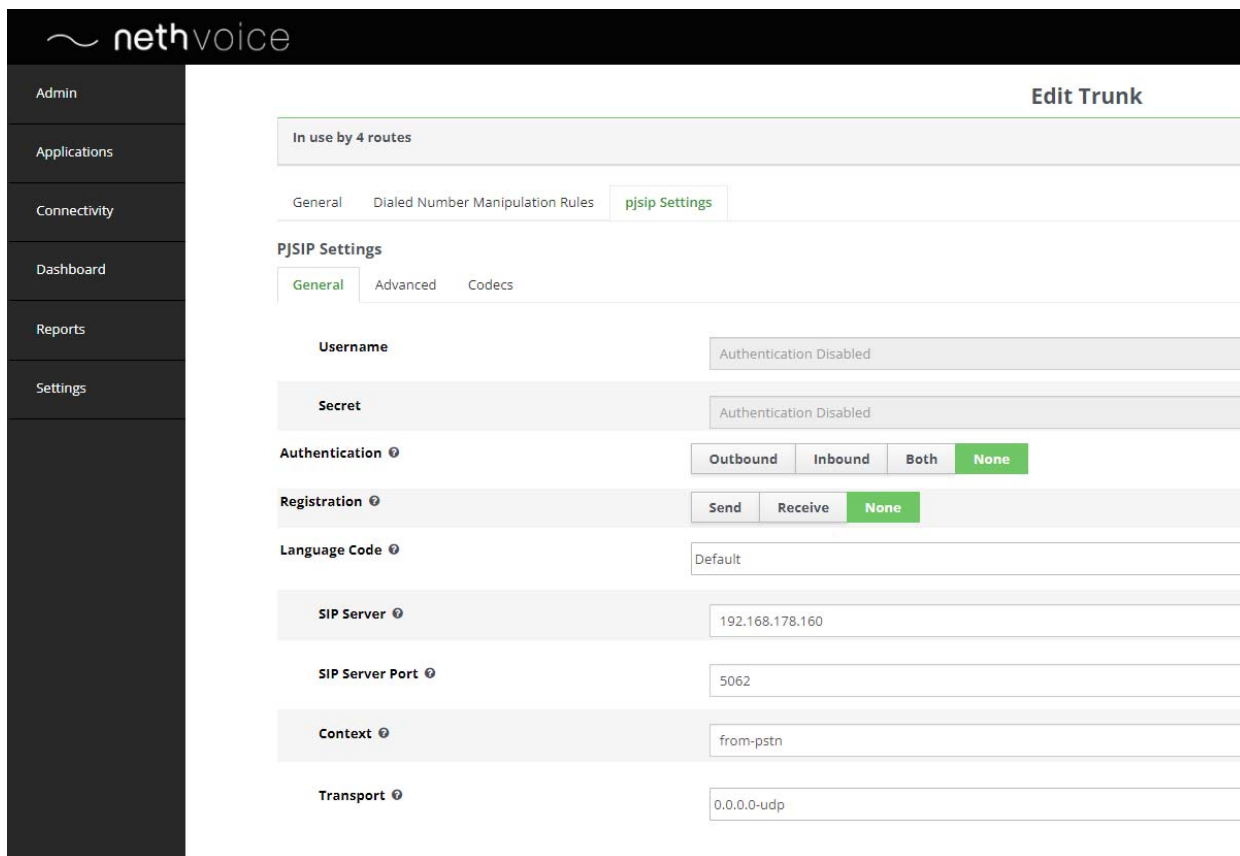 nethvoice
Admin
Applications
Connectivity
Dashboard
Reports
Settings
Edit Trunk
In use by 4 routes
General Dialed Number Manipulation Rules pjsip Settings
PJSIP Settings
General Advanced Codecs
Username Authentication Disabled
Secret Authentication Disabled
Authentication Outbound Inbound Both None
Registration Send Receive None
Language Code Default
SIP Server 192.168.178.160
SIP Server Port 5062
Context from-pstn
Transport 0.0.0.0-udp